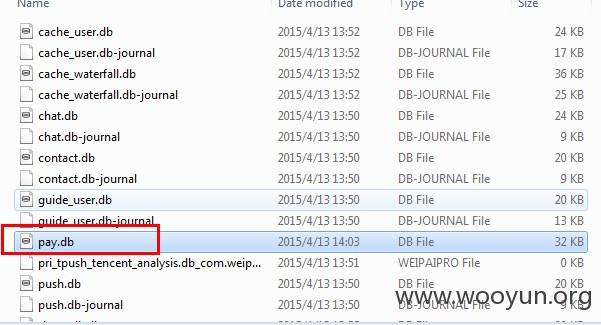 Name Date modified Type Size
cache_user.db 2015/4/13 13:52 DB File 24 KB
cache_user.db-journal 2015/4/13 13:52 DB-JOURNAL File 17 KB
cache_waterfall.db 2015/4/13 13:52 DB File 36 KB
cache_waterfall.db-journal 2015/4/13 13:52 DB-JOURNAL File 25 KB
chat.db 2015/4/13 13:50 DB File 24 KB
chat.db-journal 2015/4/13 13:50 DB-JOURNAL File 9 KB
contact.db 2015/4/13 13:50 DB File 20 KB
contact.db-journal 2015/4/13 13:50 DB-JOURNAL File 9 KB
guide_user.db 2015/4/13 13:50 DB File 20 KB
guide_user.db-journal 2015/4/13 13:50 DB-JOURNAL File 13 KB
pay.db 2015/4/13 14:03 DB File 32 KB
pri_tpush_tencent_analysis.db_com.weip... 2015/4/13 13:51 WEIPAIPRO File 9 KB
push.db 2015/4/13 13:50 DB File 20 KB
push.db-journal 2015/4/13 13:50 DB-JOURNAL File 9 KB
www.wooyun.org